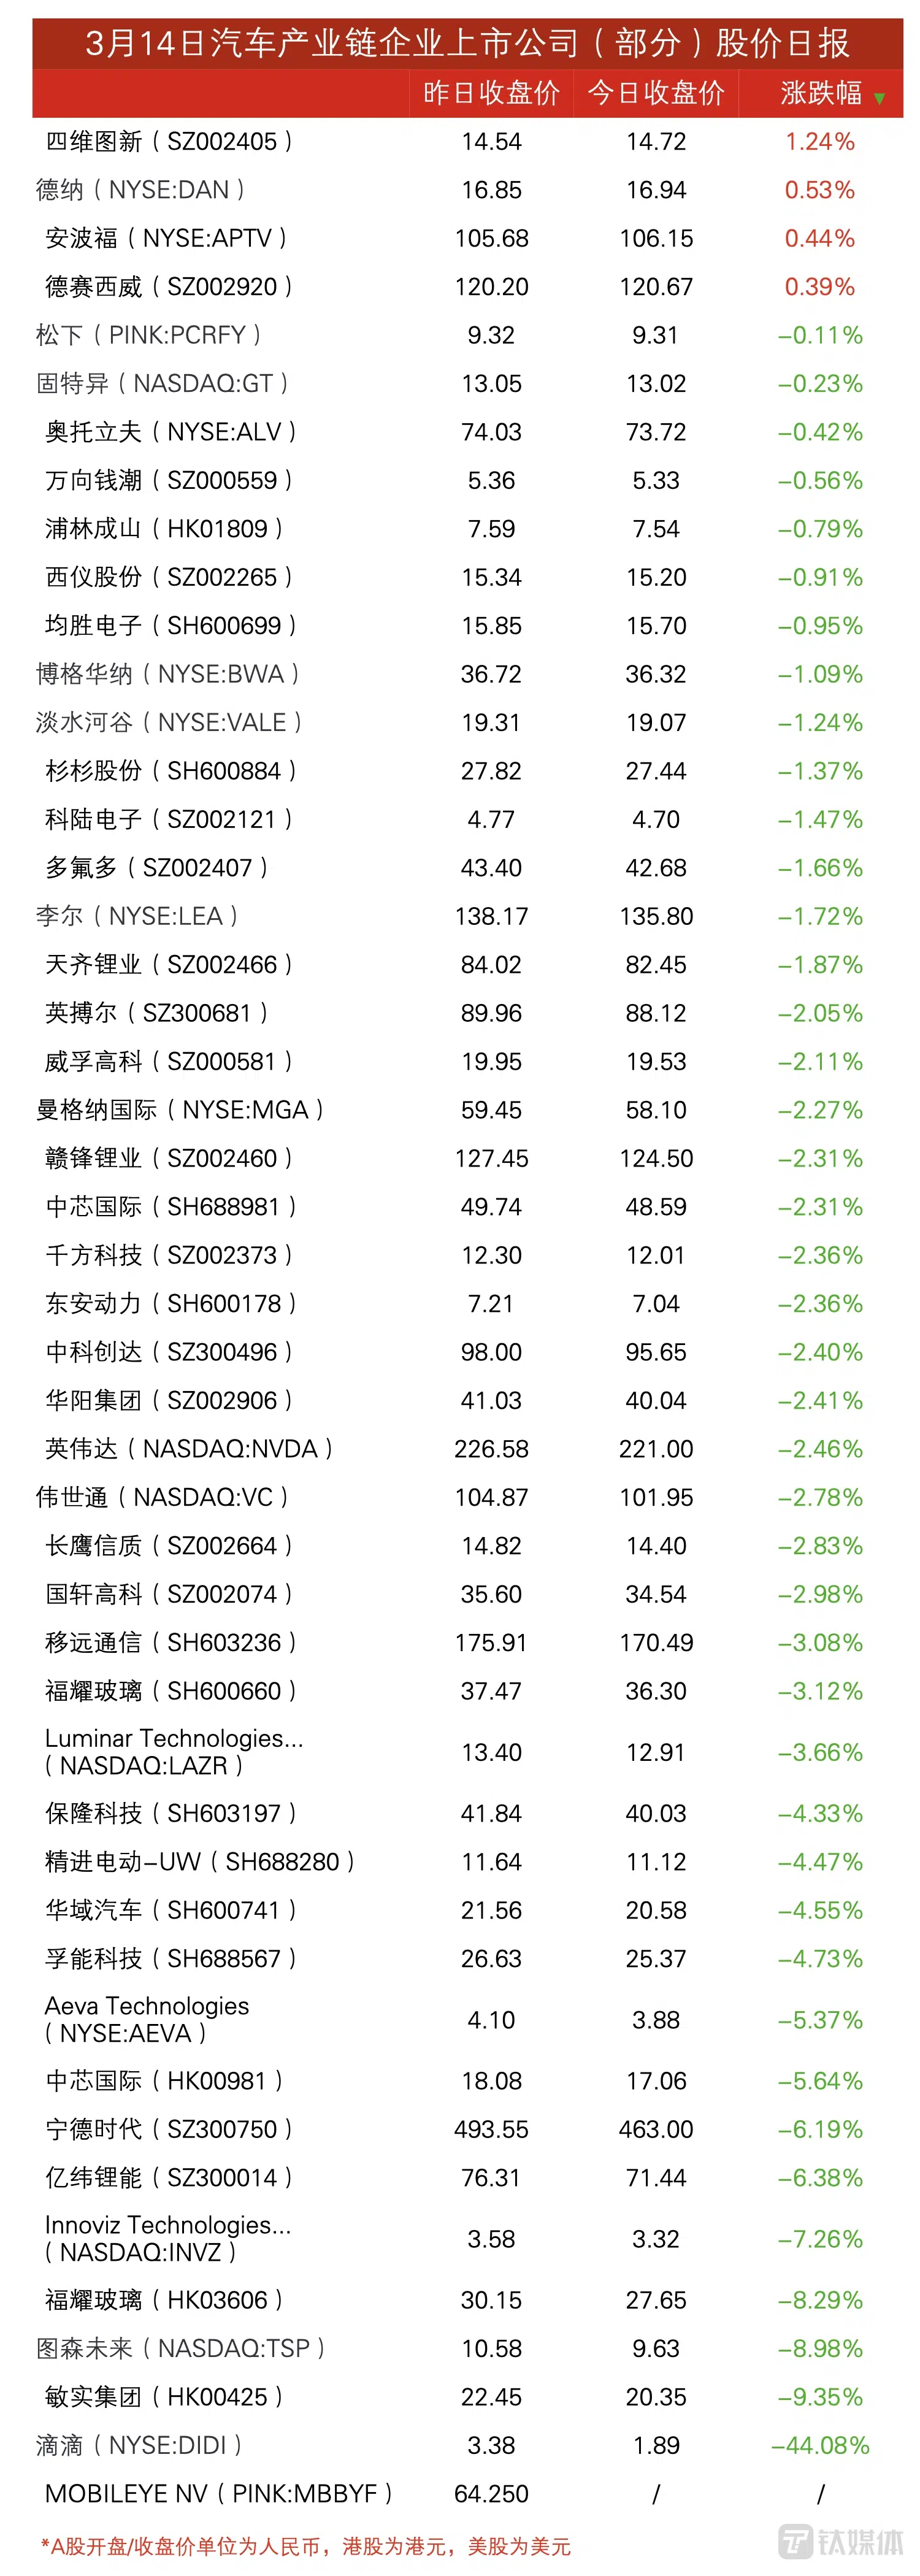 3月14日汽车产业链企业上市公司（部分）股价日报
昨日收盘价 今日收盘价 涨跌幅 ▼
四维图新（SZ002405） 14.54 14.72 1.24%
德纳（NYSE:DAN） 16.85 16.94 0.53%
安波福（NYSE:APTV） 105.68 106.15 0.44%
德赛西威（SZ002920） 120.20 120.67 0.39%
松下（PINK:PCRFY） 9.32 9.31 -0.11%
固特异（NASDAQ:GT） 13.05 13.02 -0.23%
奥托立夫（NYSE:ALV） 74.03 73.72 -0.42%
万向钱潮（SZ000559） 5.36 5.33 -0.56%
浦林成山（HK01809） 7.59 7.54 -0.79%
西仪股份（SZ002265） 15.34 15.20 -0.91%
均胜电子（SH600699） 15.85 15.70 -0.95%
博格华纳（NYSE:BWA） 36.72 36.32 -1.09%
淡水河谷（NYSE:VALE） 19.31 19.07 -1.24%
杉杉股份（SH600884） 27.82 27.44 -1.37%
科陆电子（SZ002121） 4.77 4.70 -1.47%
多氟多（SZ002407） 43.40 42.68 -1.66%
李尔（NYSE:LEA） 138.17 135.80 -1.72%
天齐锂业（SZ002466） 84.02 82.45 -1.87%
英搏尔（SZ300681） 89.96 88.12 -2.05%
威孚高科（SZ000581） 19.95 19.53 -2.11%
曼格纳国际（NYSE:MGA） 59.45 58.10 -2.27%
赣锋锂业（SZ002460） 127.45 124.50 -2.31%
中芯国际（SH688981） 49.74 48.59 -2.31%
千方科技（SZ002373） 12.30 12.01 -2.36%
东安动力（SH600178） 7.21 7.04 -2.36%
中科创达（SZ300496） 98.00 95.65 -2.40%
华阳集团（SZ002906） 41.03 40.04 -2.41%
英伟达（NASDAQ:NVDA） 226.58 221.00 -2.46%
伟世通（NASDAQ:VC） 104.87 101.95 -2.78%
长鹰信质（SZ002664） 14.82 14.40 -2.83%
国轩高科（SZ002074） 35.60 34.54 -2.98%
移远通信（SH603236） 175.91 170.49 -3.08%
福耀玻璃（SH600660） 37.47 36.30 -3.12%
Luminar Technologies...
（NASDAQ:LAZR） 13.40 12.91 -3.66%
保隆科技（SH603197） 41.84 40.03 -4.33%
精进电动-UW（SH688280） 11.64 11.12 -4.47%
华域汽车（SH600741） 21.56 20.58 -4.55%
孚能科技（SH688567） 26.63 25.37 -4.73%
Aeva Technologies
（NYSE:AEVA） 4.10 3.88 -5.37%
中芯国际（HK00981） 18.08 17.06 -5.64%
宁德时代（SZ300750） 493.55 463.00 -6.19%
亿纬锂能（SZ300014） 76.31 71.44 -6.38%
Innoviz Technologies...
（NASDAQ:INVZ） 3.58 3.32 -7.26%
福耀玻璃（HK03606） 30.15 27.65 -8.29%
图森未来（NASDAQ:TSP） 10.58 9.63 -8.98%
敏实集团（HK00425） 22.45 20.35 -9.35%
滴滴（NYSE:DIDI） 3.38 1.89 -44.08%
MOBILEYE NV（PINK:MBBYF） 64.250 / /
*A股开盘/收盘价单位为人民币，港股为港元，美股为美元
钛媒体